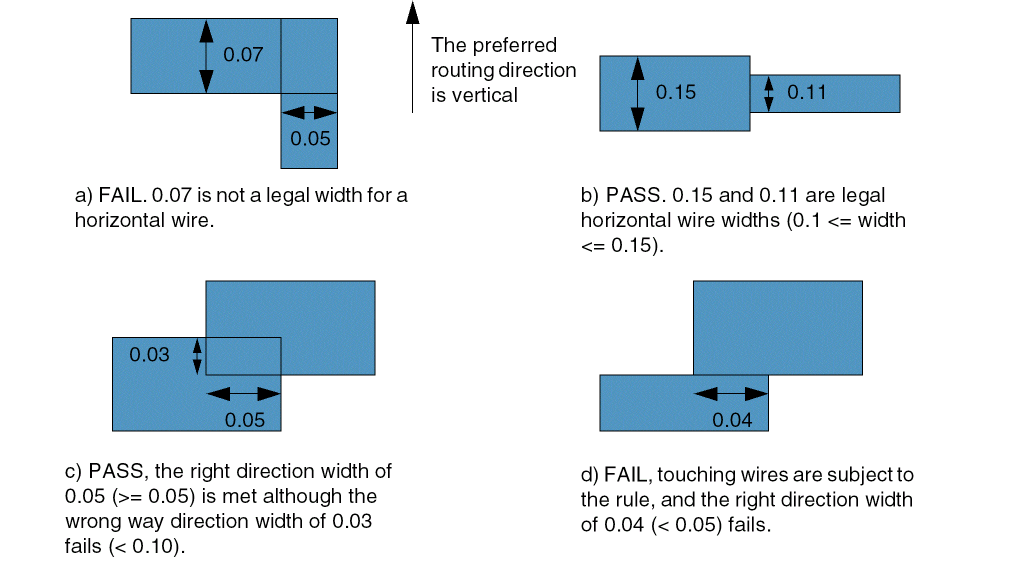 0.07
0.05
The preferred
routing direction
is vertical
0.15
0.11
a) FAIL. 0.07 is not a legal width for a
horizontal wire.
b) PASS. 0.15 and 0.11 are legal
horizontal wire widths (0.1 <= width
<= 0.15).
0.03
0.05
0.04
c) PASS, the right direction width of
0.05 (>= 0.05) is met although the
wrong way direction width of 0.03
fails (< 0.10).
d) FAIL, touching wires are subject to
the rule, and the right direction width
of 0.04 (< 0.05) fails.